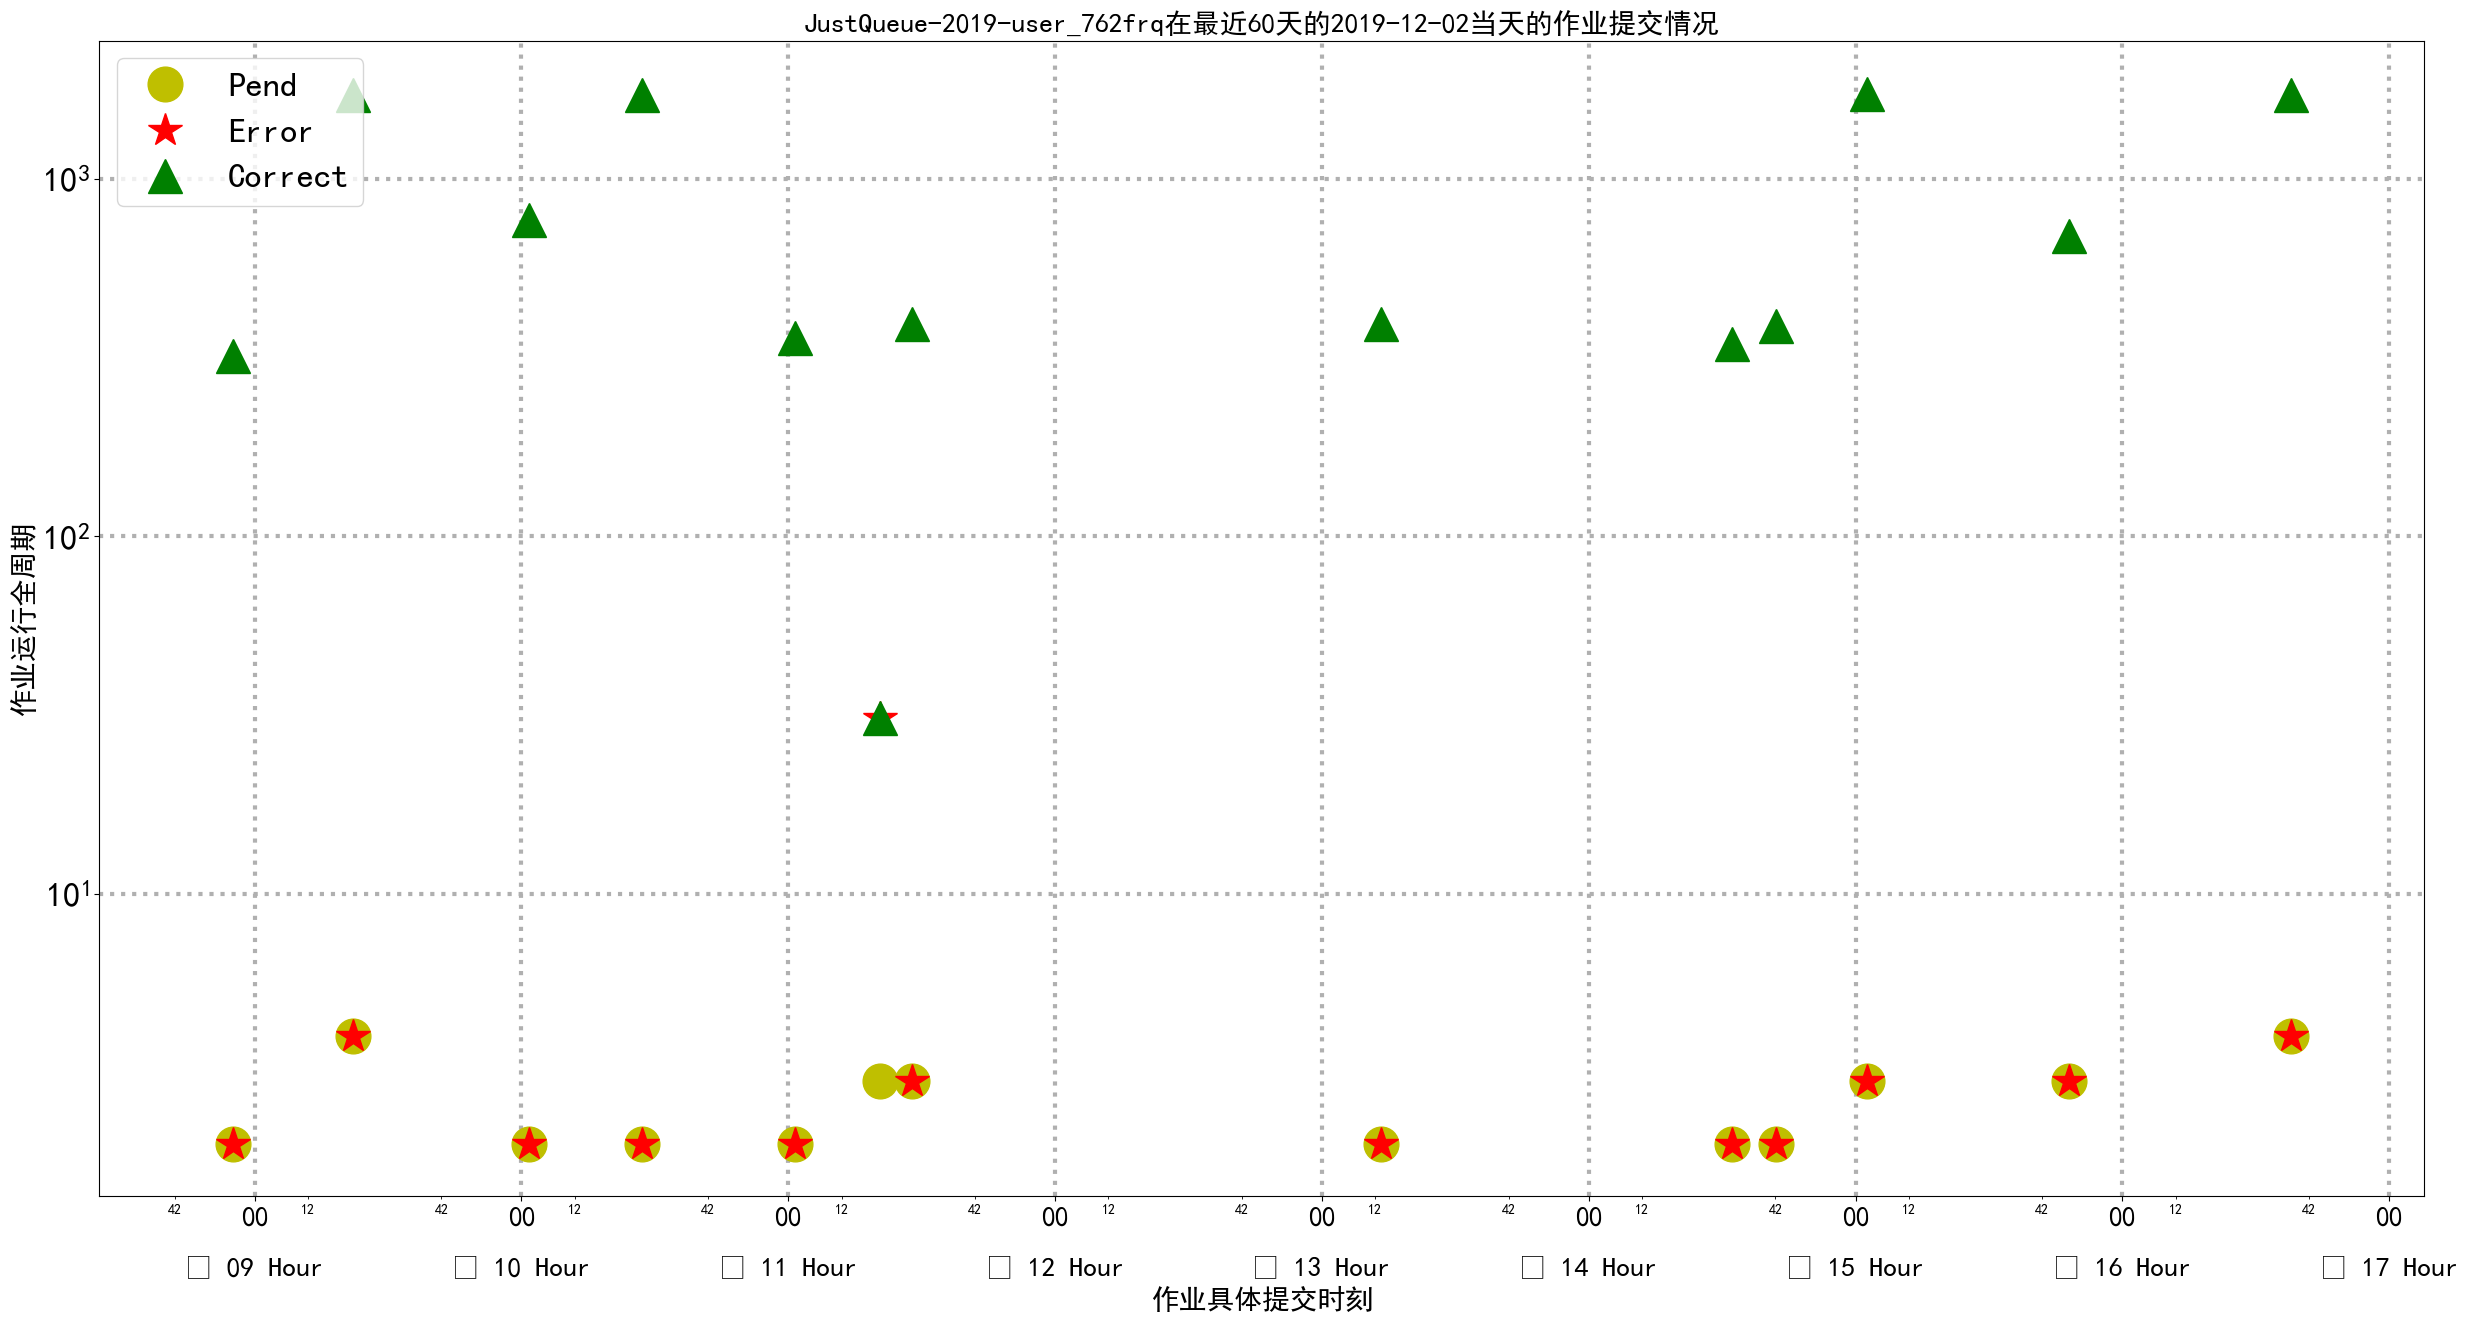 JustQueue-2019-user_762frq在最近60天的2019-12-02当天的作业提交情况
Pend
Error
Correct
10³
10²
10¹
作业运行全周期
42 00 12 42 00 12 42 00 12 42 00 12 42 00 12 42 00 12 42 00 12 42 00 12 42 00
□ 09 Hour □ 10 Hour □ 11 Hour □ 12 Hour □ 13 Hour □ 14 Hour □ 15 Hour □ 16 Hour □ 17 Hour
作业具体提交时刻